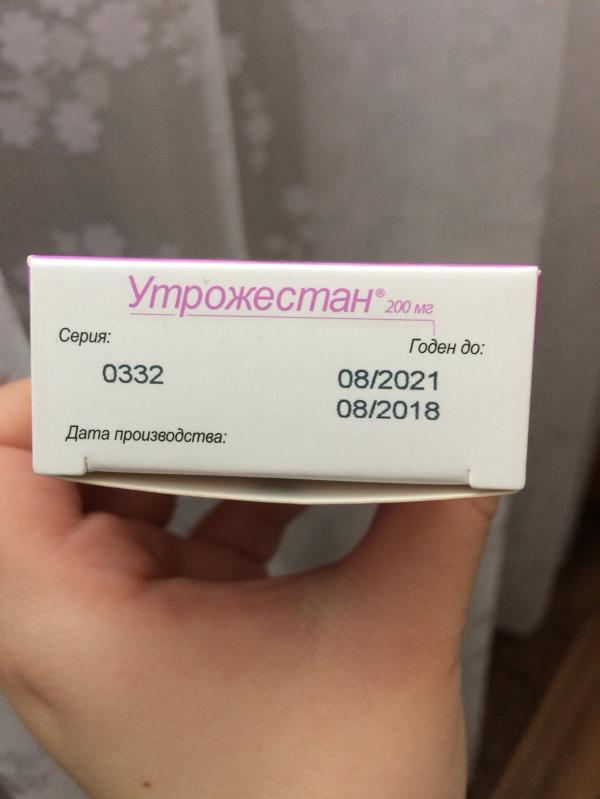 Утрожестан® 200 мг
Серия: Годен до:
0332 08/2021
08/2018
Дата производства: